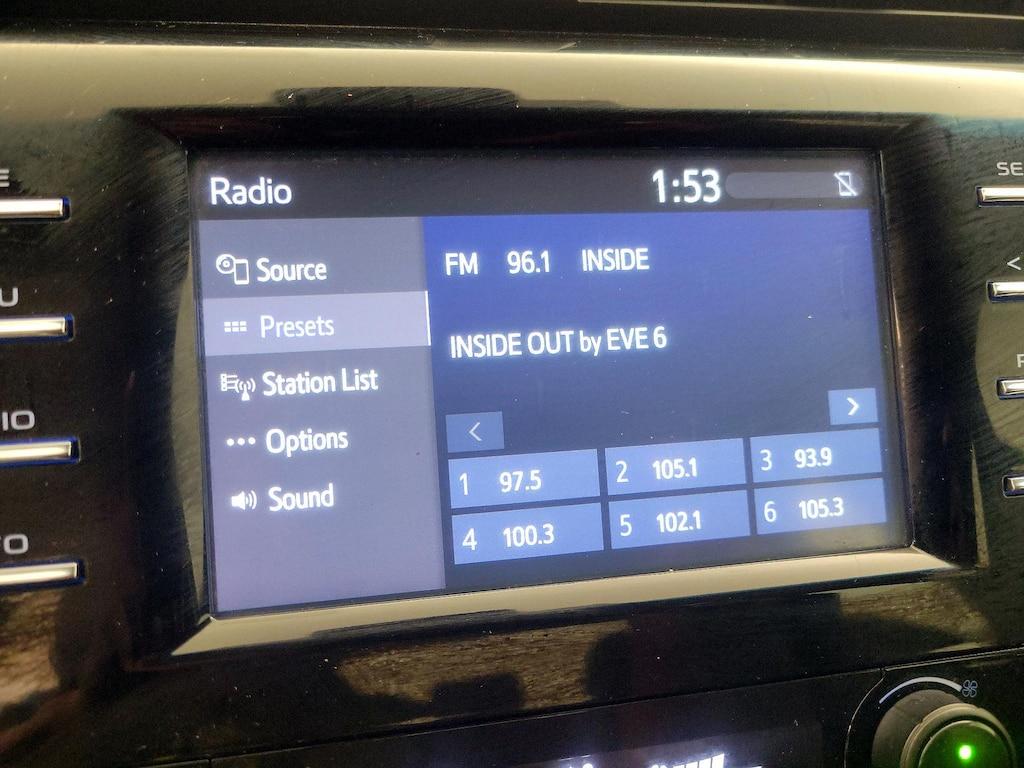 Radio 1:53
Source
Presets
Station List
Options
Sound
FM 96.1 INSIDE
INSIDE OUT by EVE 6
< >
1 97.5 2 105.1 3 93.9
4 100.3 5 102.1 6 105.3